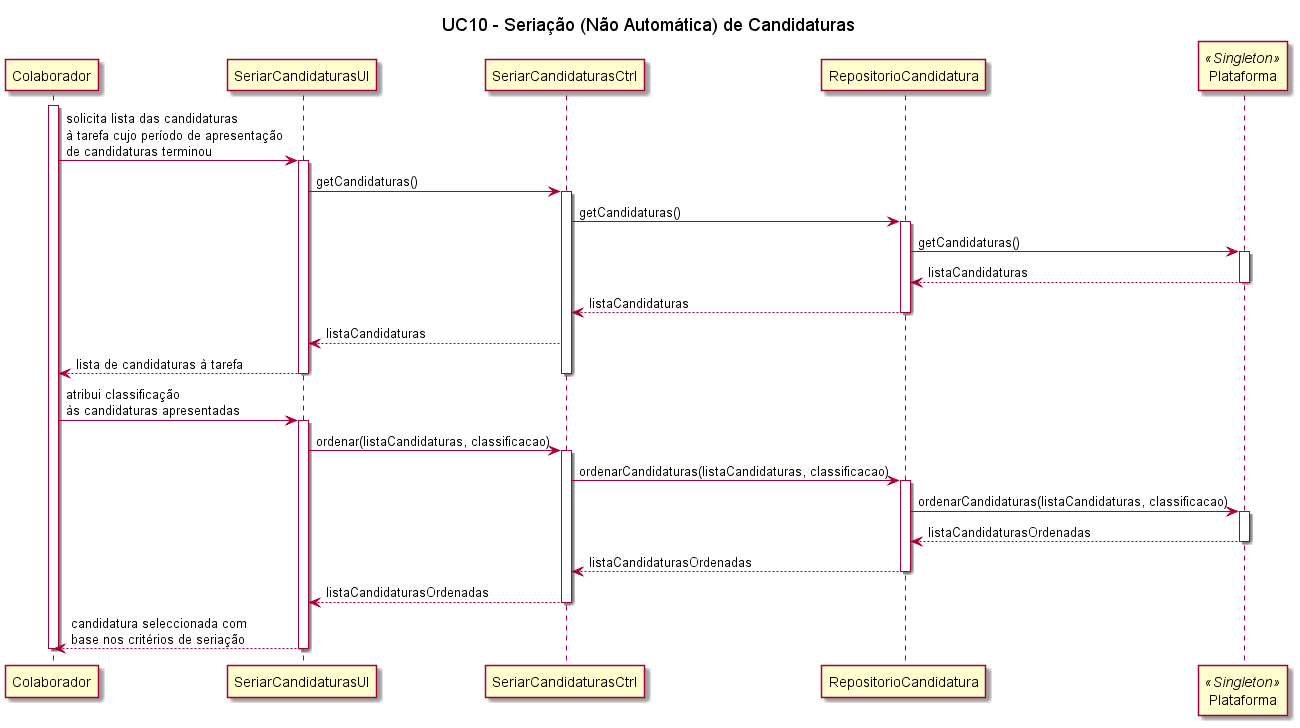 UC10 - Seriação (Não Automática) de Candidaturas
Colaborador
SeriarCandidaturasUI
SeriarCandidaturasCtrl
RepositorioCandidatura
«Singleton»
Plataforma
solicita lista das candidaturas
à tarefa cujo período de apresentação
de candidaturas terminou
getCandidaturas()
getCandidaturas()
getCandidaturas()
listaCandidaturas
listaCandidaturas
listaCandidaturas
lista de candidaturas à tarefa
atribui classificação
às candidaturas apresentadas
ordenar(listaCandidaturas, classificacao)
ordenarCandidaturas(listaCandidaturas, classificacao)
ordenarCandidaturas(listaCandidaturas, classificacao)
listaCandidaturasOrdenadas
listaCandidaturasOrdenadas
listaCandidaturasOrdenadas
candidatura seleccionada com
base nos critérios de seriação
Colaborador
SeriarCandidaturasUI
SeriarCandidaturasCtrl
RepositorioCandidatura
«Singleton»
Plataforma